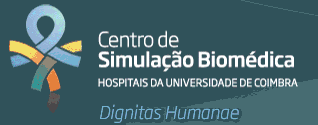 Centro de
Simulação Biomédica
HOSPITAIS DA UNIVERSIDADE DE COIMBRA
Dignitas Humanae